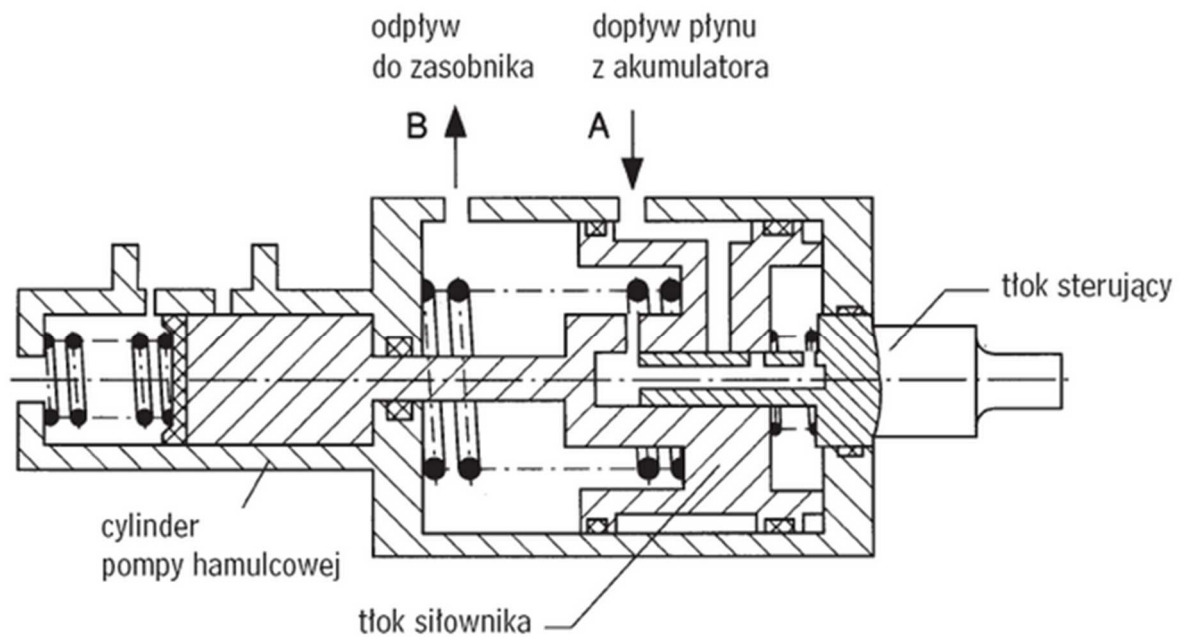 odpływ
do zasobnika
dopływ płynu
z akumulatora
B
A
tłok sterujący
cylinder
pompy hamulcowej
tłok siłownika